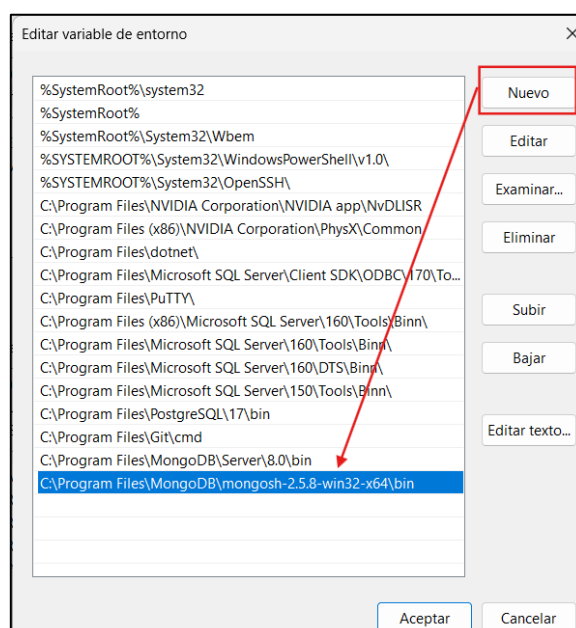 Editar variable de entorno
%SystemRoot%\system32
%SystemRoot%
%SystemRoot%\System32\Wbem
%SYSTEMROOT%\System32\WindowsPowerShell\v1.0\
%SYSTEMROOT%\System32\OpenSSH\
C:\Program Files\NVIDIA Corporation\NVIDIA app\NvDLISR
C:\Program Files (x86)\NVIDIA Corporation\PhysX\Common
C:\Program Files\dotnet\
C:\Program Files\Microsoft SQL Server\Client SDK\ODBC\170\To...
C:\Program Files\PuTTY\
C:\Program Files (x86)\Microsoft SQL Server\160\Tools\Binn\
C:\Program Files\Microsoft SQL Server\160\Tools\Binn\
C:\Program Files\Microsoft SQL Server\160\DTS\Binn\
C:\Program Files\Microsoft SQL Server\150\Tools\Binn\
C:\Program Files\PostgreSQL\17\bin
C:\Program Files\Git\cmd
C:\Program Files\MongoDB\Server\8.0\bin
C:\Program Files\MongoDB\mongosh-2.5.8-win32-x64\bin
Nuevo
Editar
Examinar...
Eliminar
Subir
Bajar
Editar texto...
Aceptar
Cancelar